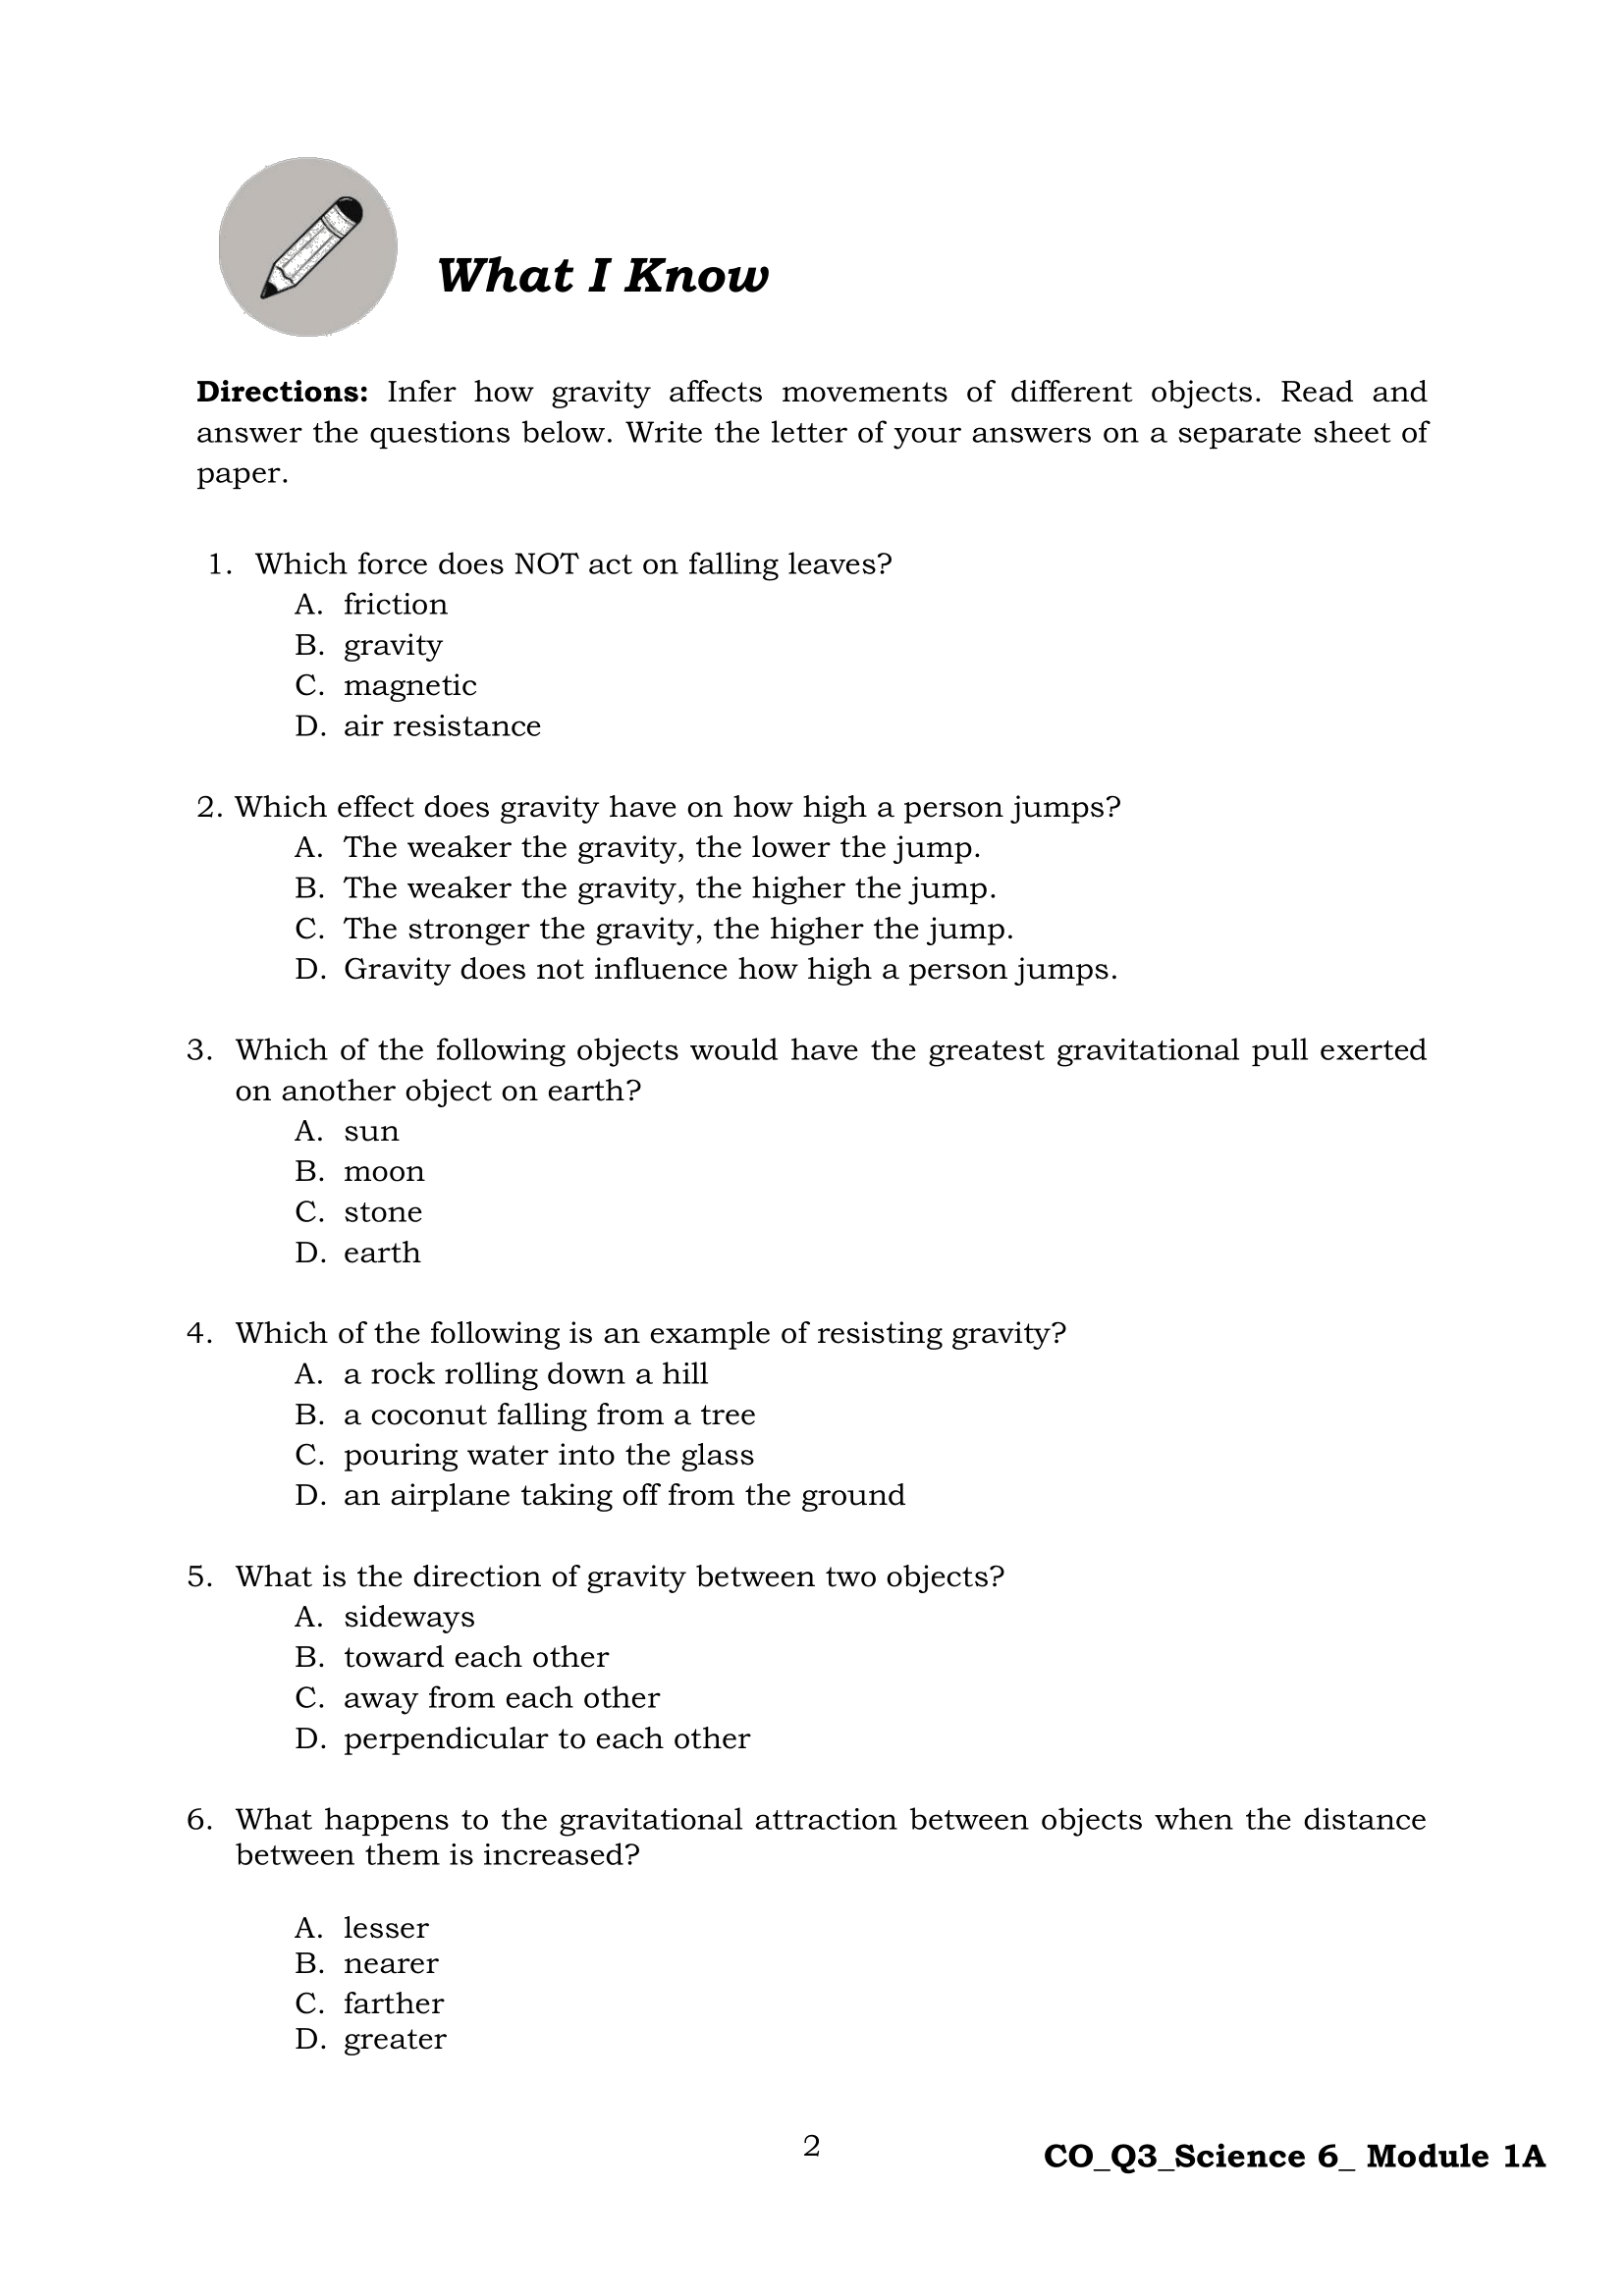 What I Know
Directions: Infer how gravity affects movements of different objects. Read and
answer the questions below. Write the letter of your answers on a separate sheet of
paper.
1. Which force does NOT act on falling leaves?
A. friction
B. gravity
C. magnetic
D. air resistance
2. Which effect does gravity have on how high a person jumps?
A. The weaker the gravity, the lower the jump.
B. The weaker the gravity, the higher the jump.
C. The stronger the gravity, the higher the jump.
D. Gravity does not influence how high a person jumps.
3. Which of the following objects would have the greatest gravitational pull exerted
on another object on earth?
A. sun
B. moon
C. stone
D. earth
4. Which of the following is an example of resisting gravity?
A. a rock rolling down a hill
B. a coconut falling from a tree
C. pouring water into the glass
D. an airplane taking off from the ground
5. What is the direction of gravity between two objects?
A. sideways
B. toward each other
C. away from each other
D. perpendicular to each other
6. What happens to the gravitational attraction between objects when the distance
between them is increased?
A. lesser
B. nearer
C. farther
D. greater
2
CO_Q3_Science 6_ Module 1A